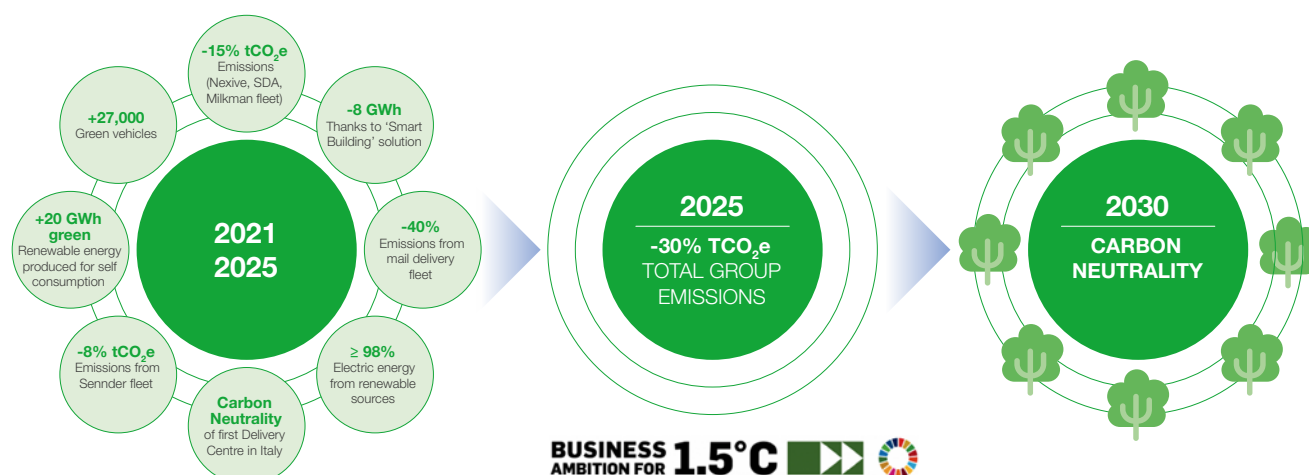 -15% tCO₂e
Emissions
(Nexive, SDA,
Milkman fleet)
-8 GWh
Thanks to ‘Smart
Building’ solution
-40%
Emissions from
mail delivery
fleet
≥ 98%
Electric energy
from renewable
sources
Carbon
Neutrality
of first Delivery
Centre in Italy
-8% tCO₂e
Emissions from
Sennder fleet
+20 GWh
green
Renewable energy
produced for self
consumption
+27,000
Green vehicles
2021
2025
2025
-30% TCO₂e
TOTAL GROUP
EMISSIONS
2030
CARBON
NEUTRALITY
BUSINESS
AMBITION FOR 1.5°C